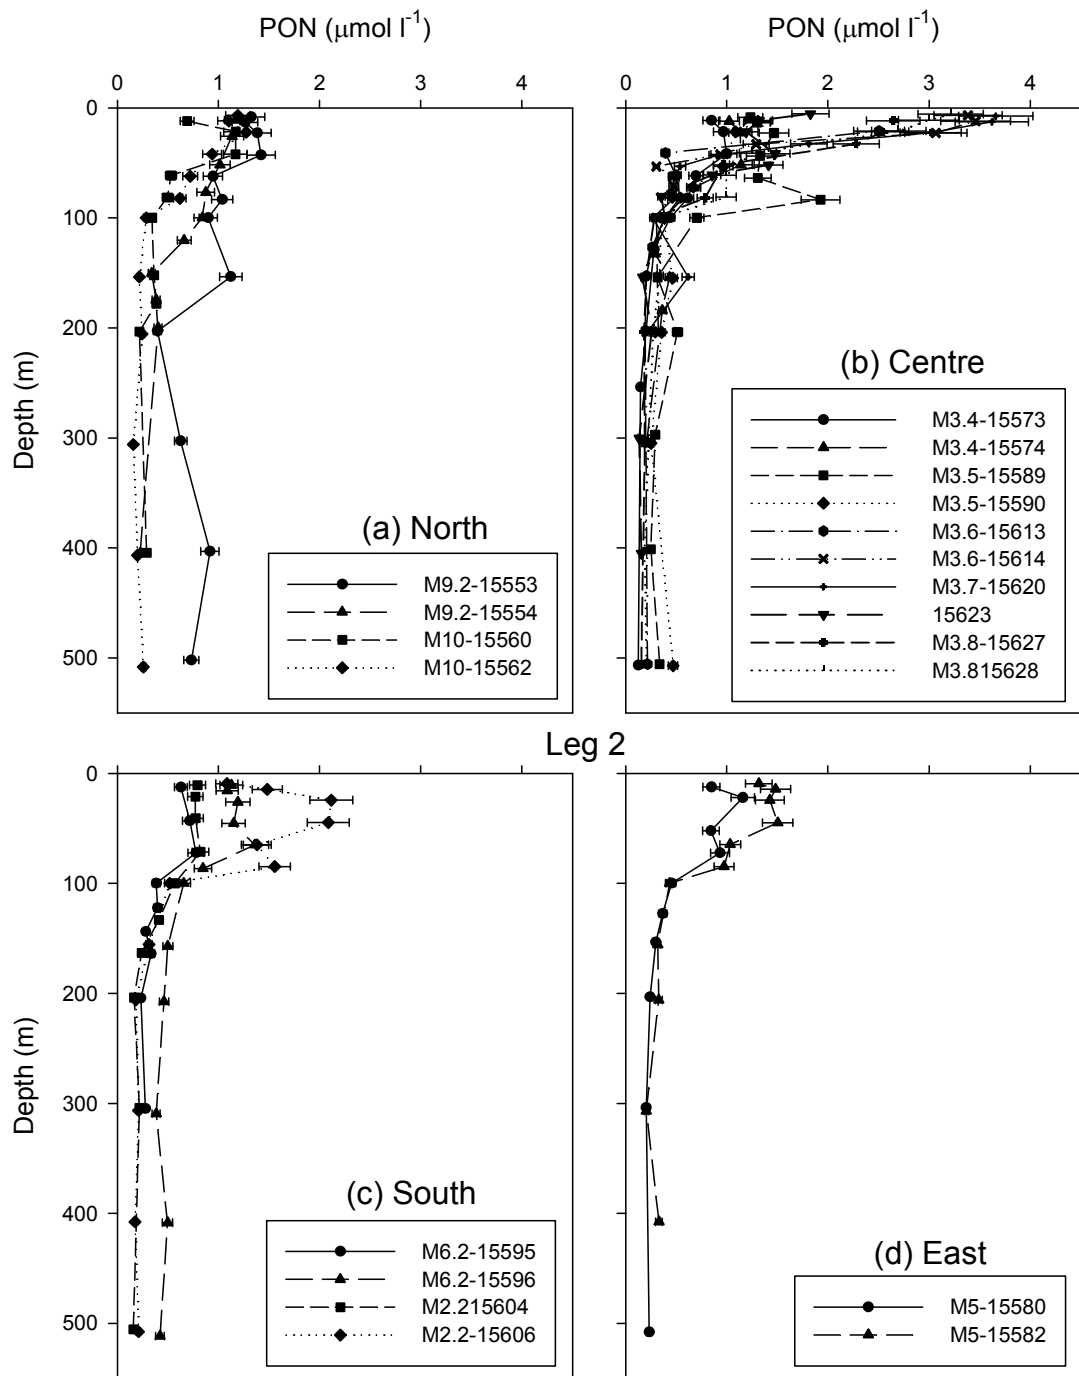 PON (μmol l⁻¹)
PON (μmol l⁻¹)
0 1 2 3 4
0 1 2 3 4
0
100
200
300
400
500
Depth (m)
(a) North
M9.2-15553
M9.2-15554
M10-15560
M10-15562
(b) Centre
M3.4-15573
M3.4-15574
M3.5-15589
M3.5-15590
M3.6-15613
M3.6-15614
M3.7-15620
15623
M3.8-15627
M3.815628
Leg 2
0
100
200
300
400
500
Depth (m)
(c) South
M6.2-15595
M6.2-15596
M2.215604
M2.2-15606
(d) East
M5-15580
M5-15582